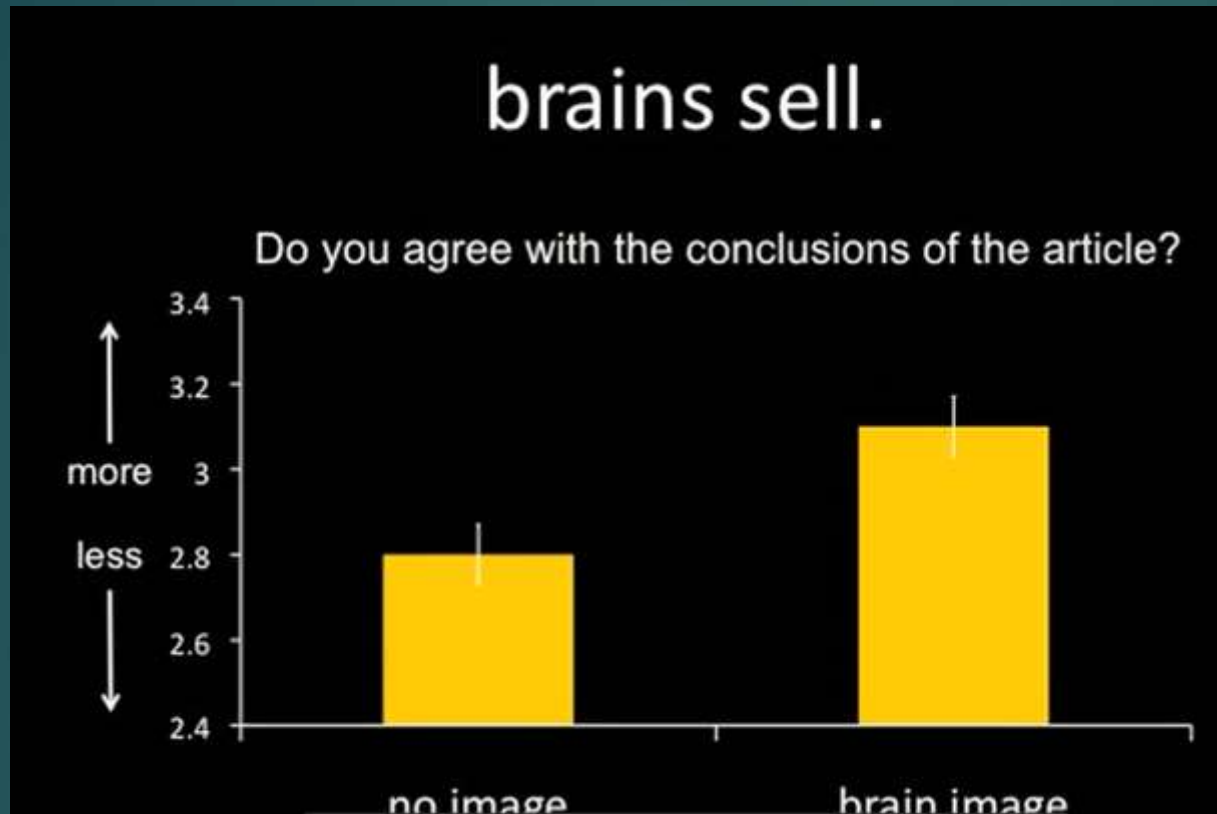 brains sell.
Do you agree with the conclusions of the article?
3.4
3.2
more 3
less 2.8
2.6
2.4
no image brain image